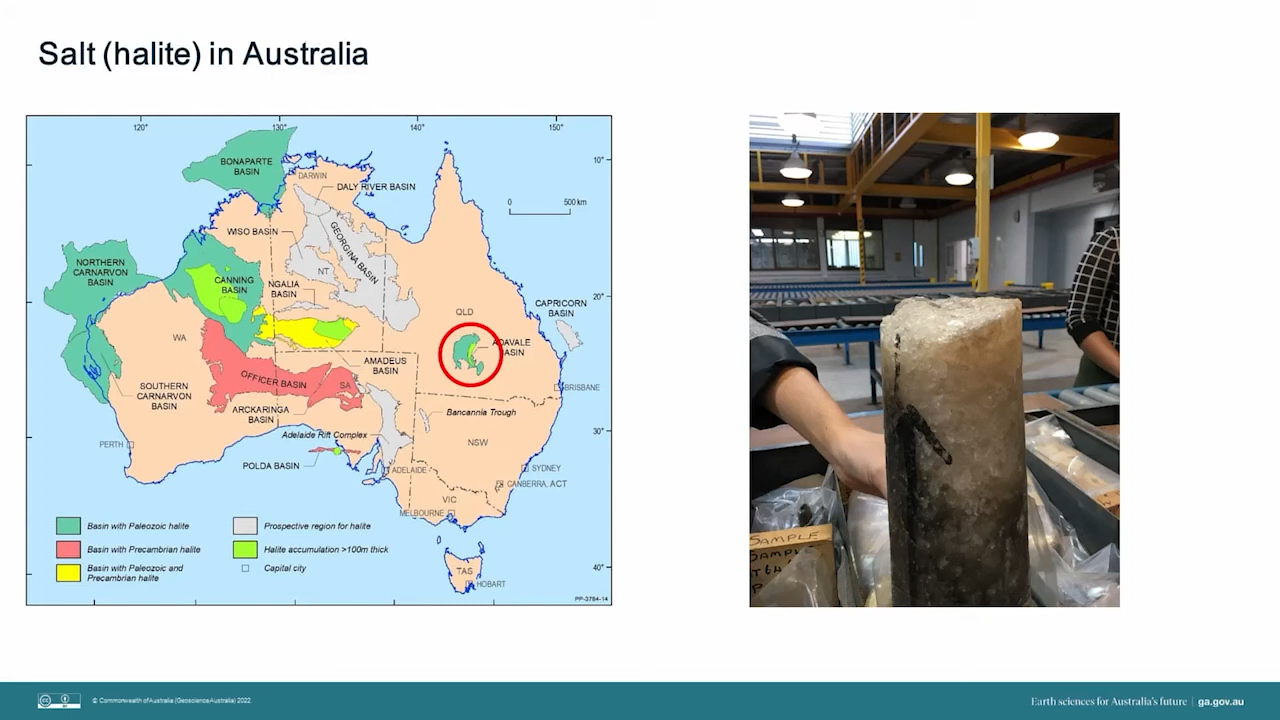 Salt (halite) in Australia
120°
130°
140°
150°
10°
20°
30°
40°
0
500 km
BONAPARTE
BASIN
DARWIN
DALY RIVER BASIN
WISO BASIN
GEORGINA BASIN
NORTHERN
CARNARVON
BASIN
CANNING
BASIN
NT
NGALIA
BASIN
CAPRICORN
BASIN
QLD
WA
ADAVALE
BASIN
AMADEUS
BASIN
OFFICER BASIN
SA
BRISBANE
SOUTHERN
CARNARVON
BASIN
ARCKARINGA
BASIN
Bancannia Trough
Adelaide Rift Complex
NSW
PERTH
POLDA BASIN
ADELAIDE
SYDNEY
CANBERRA, ACT
VIC
MELBOURNE
TAS
HOBART
Basin with Paleozoic halite
Basin with Precambrian halite
Basin with Paleozoic and
Precambrian halite
Prospective region for halite
Halite accumulation >100m thick
Capital city
PP-3764-14
SAMPLE
cc
BY
© Commonwealth of Australia (Geoscience Australia) 2022
Earth sciences for Australia's future | ga.gov.au